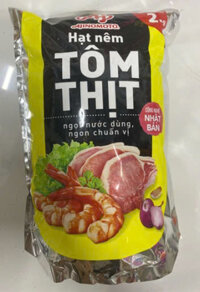 AJINOMOTO
2kg
Hạt nêm
TÔM
THỊT
CÔNG NGHỆ
NHẬT
BẢN
ngọt nước dùng,
ngon chuẩn vị